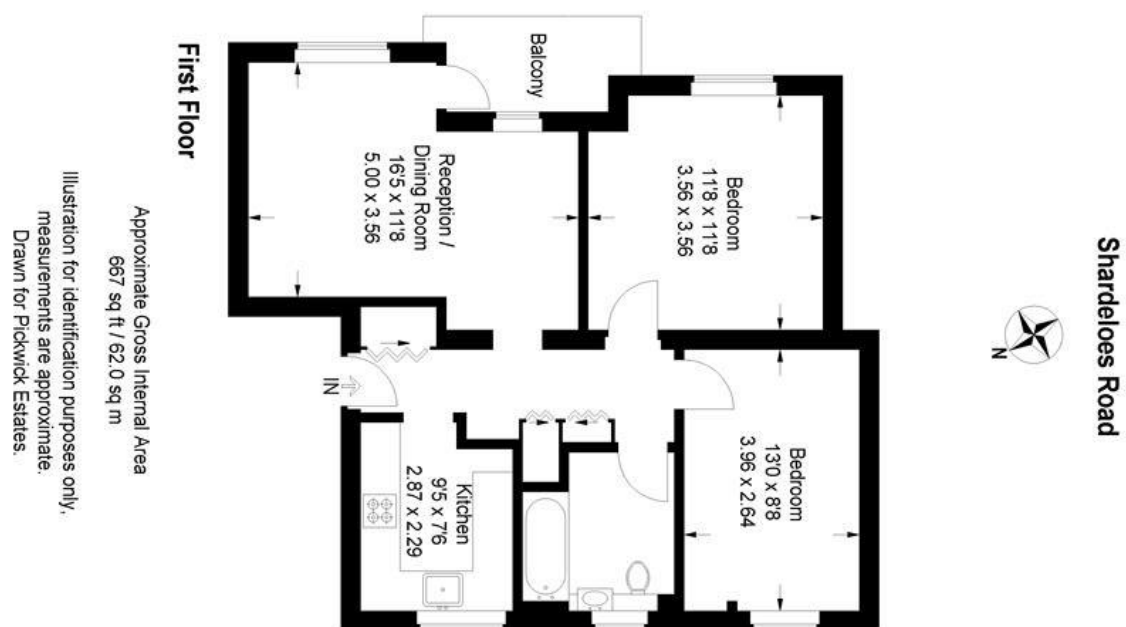 Shardeloes Road
N
Balcony
Reception /
Dining Room
16'5 x 11'8
5.00 x 3.56
Bedroom
11'8 x 11'8
3.56 x 3.56
IN
Kitchen
9'5 x 7'6
2.87 x 2.29
Bedroom
13'0 x 8'8
3.96 x 2.64
First Floor
Approximate Gross Internal Area
667 sq ft / 62.0 sq m
Illustration for identification purposes only,
measurements are approximate.
Drawn for Pickwick Estates.